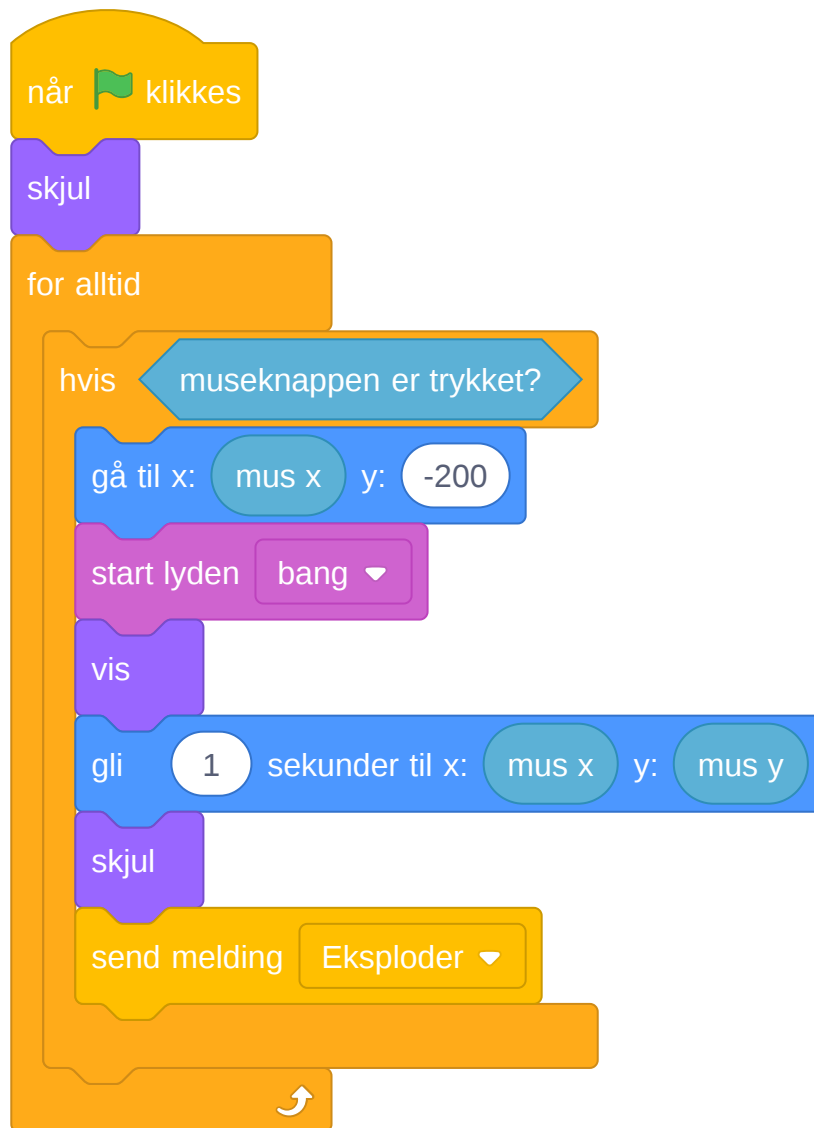 når klikkes
skjul
for alltid
hvis museknappen er trykket?
gå til x: mus x y: -200
start lyden bang
vis
gli 1 sekunder til x: mus x y: mus y
skjul
send melding Eksploder